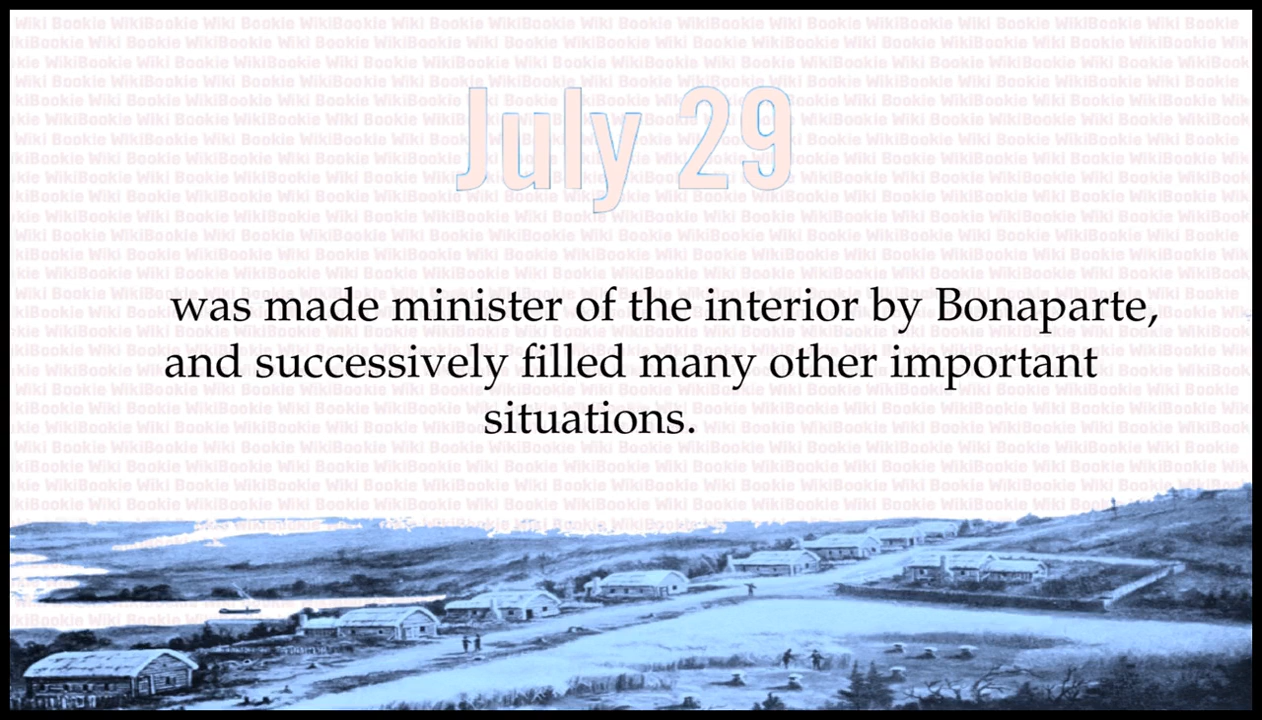 July 29
was made minister of the interior by Bonaparte,
and successively filled many other important
situations.